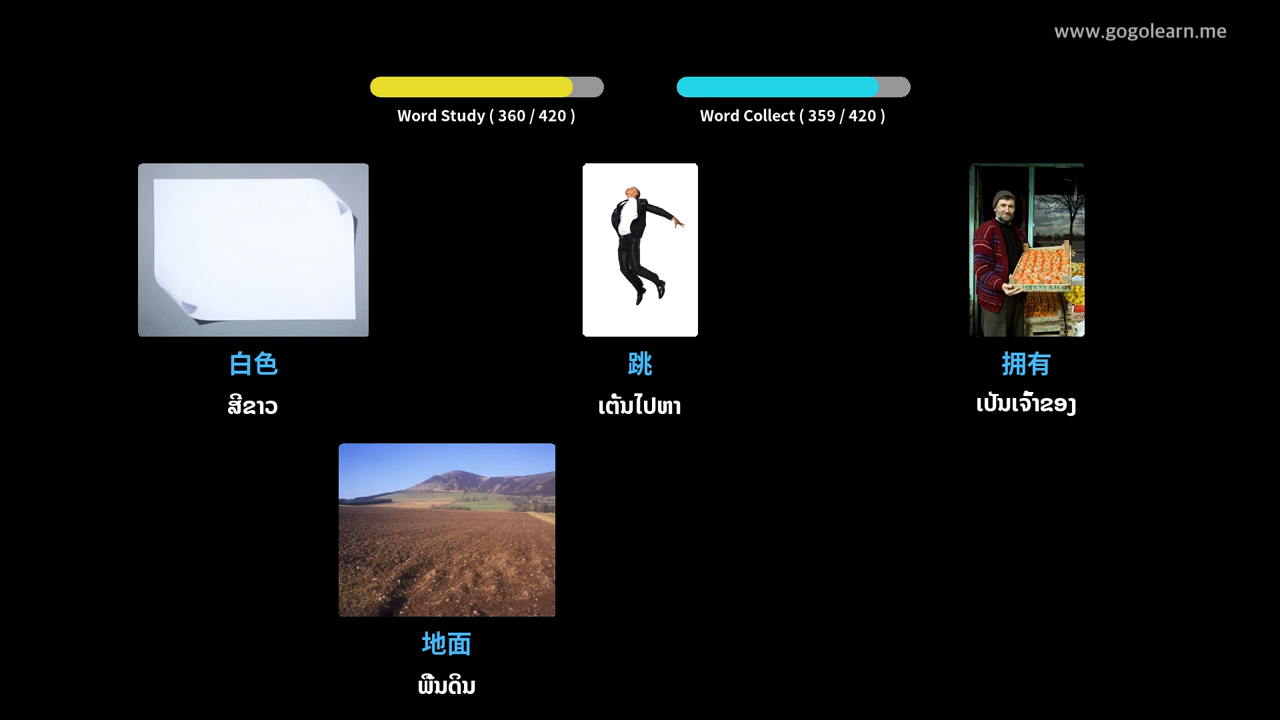 www.gogolearn.me
Word Study ( 360 / 420 )
Word Collect ( 359 / 420 )
白色
ສີຂາວ
跳
ເຕັ້ນໄປຫາ
拥有
ເປັນເຈົ້າຂອງ
地面
ພື້ນດິນ